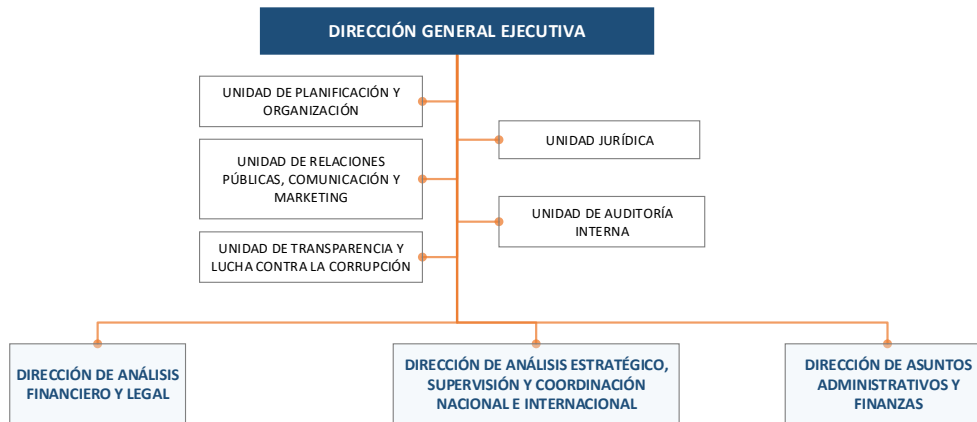 DIRECCIÓN GENERAL EJECUTIVA
UNIDAD DE PLANIFICACIÓN Y
ORGANIZACIÓN
UNIDAD JURÍDICA
UNIDAD DE RELACIONES
PÚBLICAS, COMUNICACIÓN Y
MARKETING
UNIDAD DE AUDITORÍA
INTERNA
UNIDAD DE TRANSPARENCIA Y
LUCHA CONTRA LA CORRUPCIÓN
DIRECCIÓN DE ANÁLISIS
FINANCIERO Y LEGAL
DIRECCIÓN DE ANÁLISIS ESTRATÉGICO,
SUPERVISIÓN Y COORDINACIÓN
NACIONAL E INTERNACIONAL
DIRECCIÓN DE ASUNTOS
ADMINISTRATIVOS Y
FINANZAS